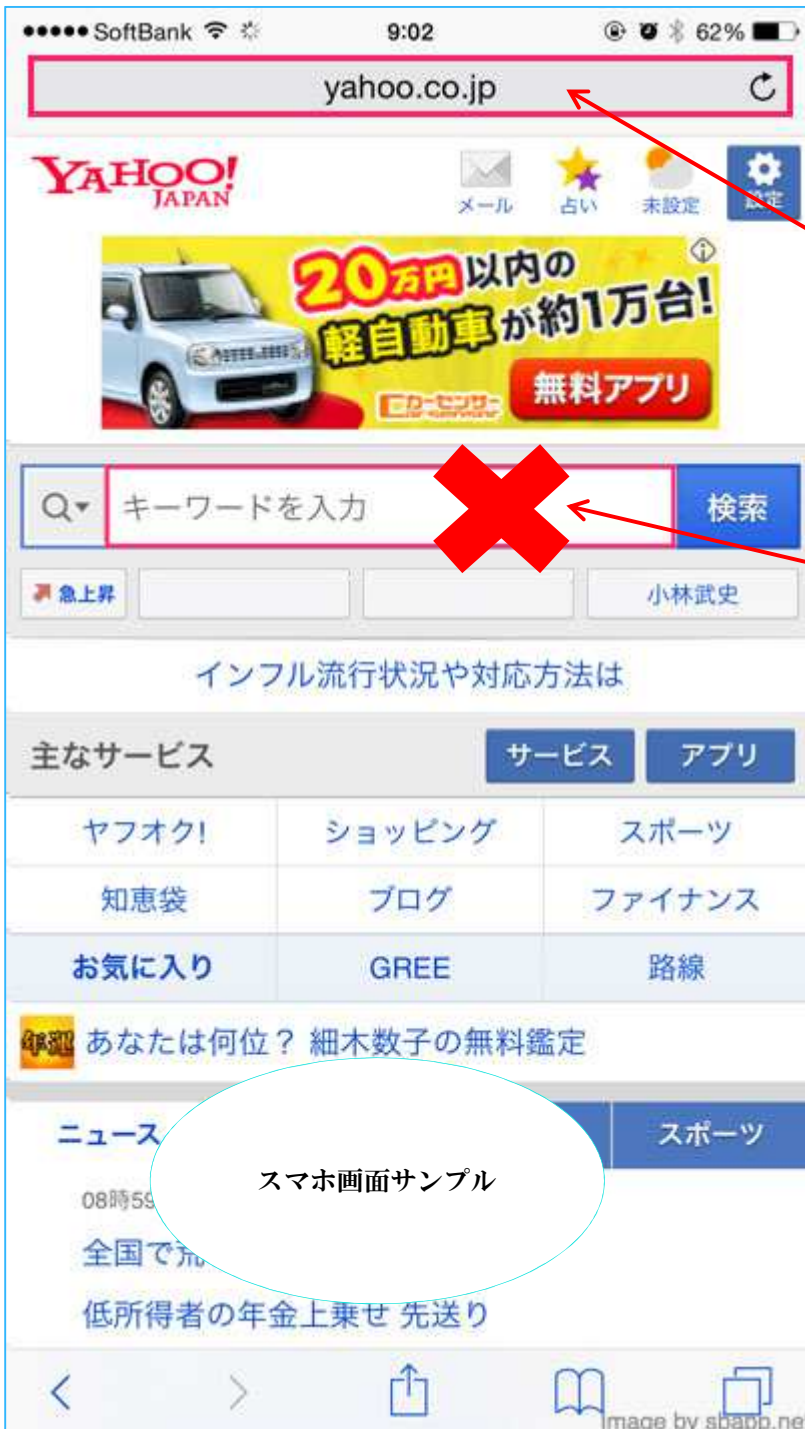 SoftBank 9:02 62%
yahoo.co.jp
YAHOO!
JAPAN
メール 占い 未設定 設定
20万円以内の
軽自動車が約1万台!
カーセンサー 無料アプリ
キーワードを入力 検索
急上昇 小林武史
インフル流行状況や対応方法は
主なサービス サービス アプリ
ヤフオク! ショッピング スポーツ
知恵袋 ブログ ファイナンス
お気に入り GREE 路線
年運 あなたは何位？ 細木数子の無料鑑定
ニュース スポーツ
スマホ画面サンプル
08時59
全国で荒
低所得者の年金上乗せ 先送り
Image by sbapp.net